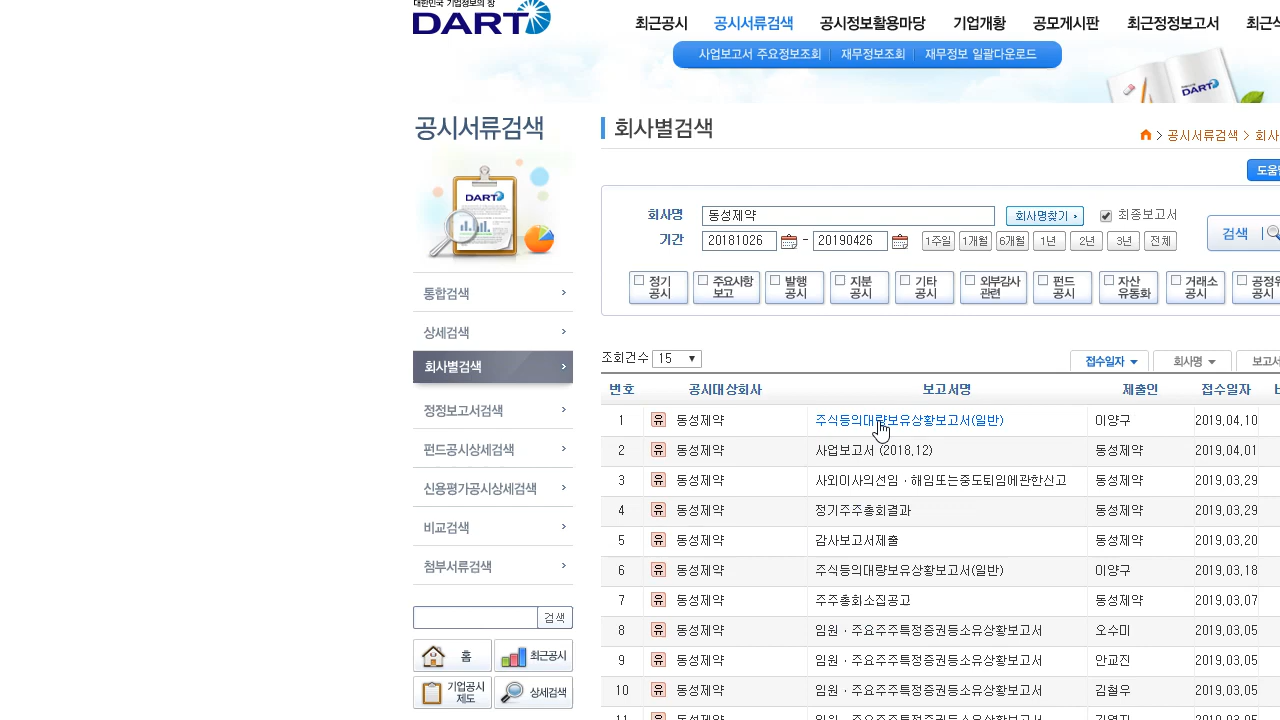 대한민국 기업정보의 창
DART
최근공시 공시서류검색 공시정보활용마당 기업개황 공모게시판 최근정정보고서
사업보고서 주요정보조회 재무정보조회 재무정보 일괄다운로드
DART
공시서류검색
DART
회사별검색
> 공시서류검색 > 회사
회사명 동성제약 회사명찾기 최종보고서
기간 20181026 - 20190426 1주일 1개월 6개월 1년 2년 3년 전체
검색
정기공시 주요사항보고 발행공시 지분공시 기타공시 외부감사관련 펀드공시 자산유동화 거래소공시
통합검색
상세검색
회사별검색
정정보고서검색
펀드공시상세검색
신용평가공시상세검색
비교검색
첨부서류검색
검색
홈 최근공시
기업공시제도 상세검색
조회건수 15
접수일자 회사명
번호 공시대상회사 보고서명 제출인 접수일자
1 유 동성제약 주식등의대량보유상황보고서(일반) 이양구 2019.04.10
2 유 동성제약 사업보고서 (2018.12) 동성제약 2019.04.01
3 유 동성제약 사외이사의선임ㆍ해임또는중도퇴임에관한신고 동성제약 2019.03.29
4 유 동성제약 정기주주총회결과 동성제약 2019.03.29
5 유 동성제약 감사보고서제출 동성제약 2019.03.20
6 유 동성제약 주식등의대량보유상황보고서(일반) 이양구 2019.03.18
7 유 동성제약 주주총회소집공고 동성제약 2019.03.07
8 유 동성제약 임원ㆍ주요주주특정증권등소유상황보고서 오수미 2019.03.05
9 유 동성제약 임원ㆍ주요주주특정증권등소유상황보고서 안교진 2019.03.05
10 유 동성제약 임원ㆍ주요주주특정증권등소유상황보고서 김철우 2019.03.05